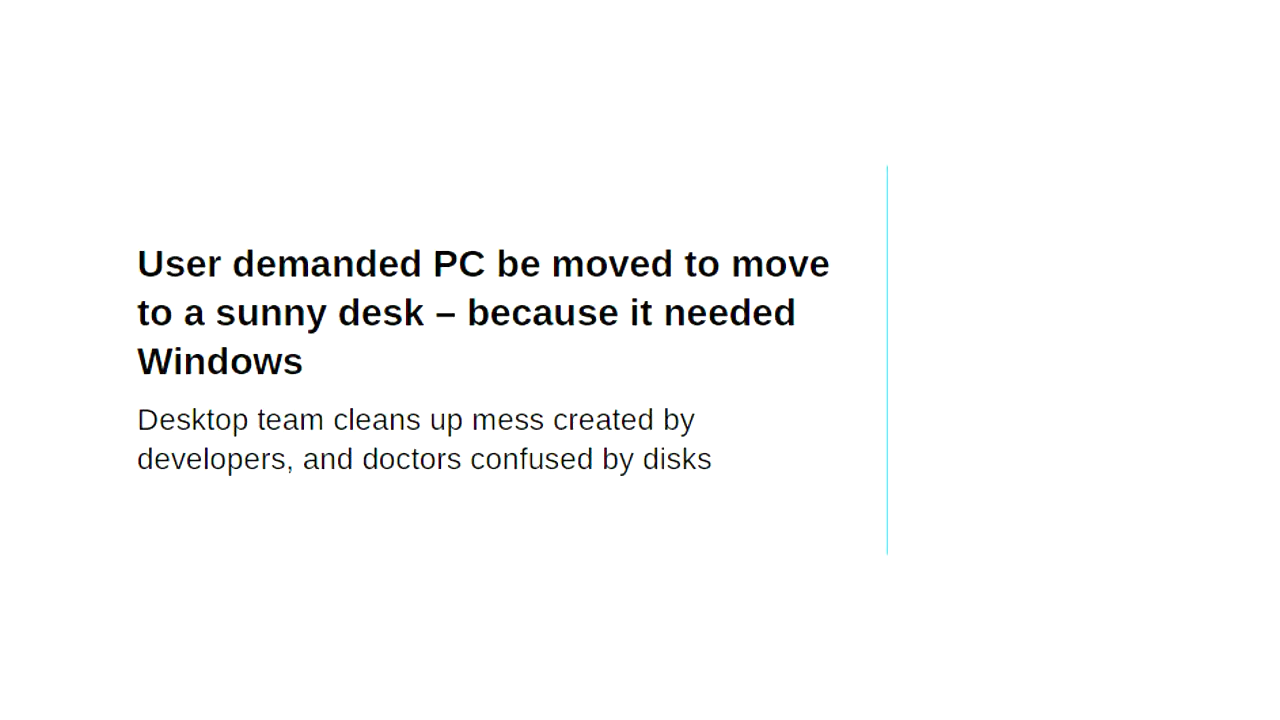 User demanded PC be moved to move
to a sunny desk – because it needed
Windows
Desktop team cleans up mess created by
developers, and doctors confused by disks